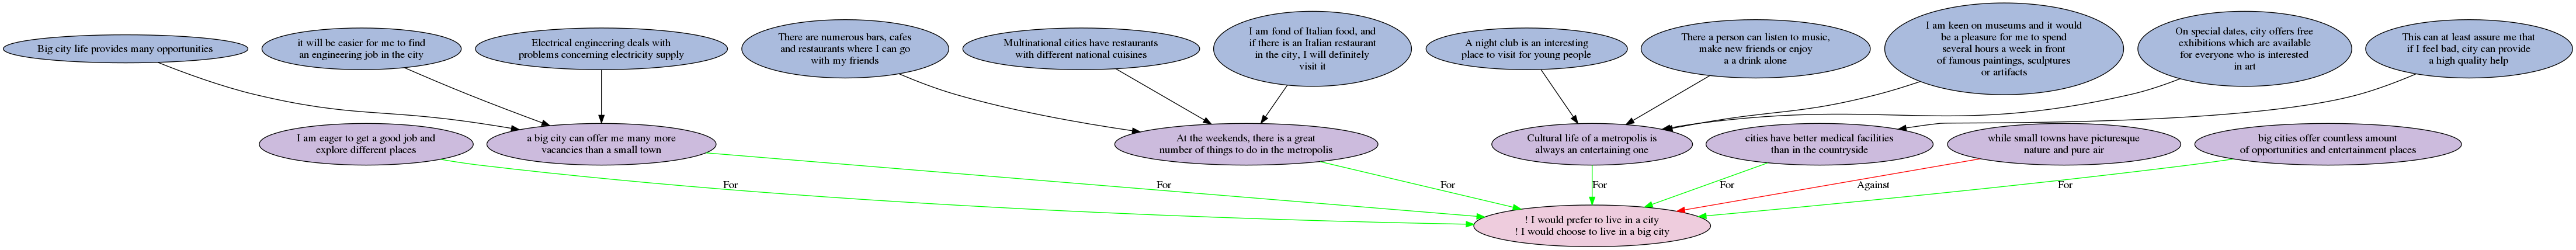 Big city life provides many opportunities
it will be easier for me to find
an engineering job in the city
Electrical engineering deals with
problems concerning electricity supply
There are numerous bars, cafes
and restaurants where I can go
with my friends
Multinational cities have restaurants
with different national cuisines
I am fond of Italian food, and
if there is an Italian restaurant
in the city, I will definitely
visit it
A night club is an interesting
place to visit for young people
There a person can listen to music,
make new friends or enjoy
a a drink alone
I am keen on museums and it would
be a pleasure for me to spend
several hours a week in front
of famous paintings, sculptures
or artifacts
On special dates, city offers free
exhibitions which are available
for everyone who is interested
in art
This can at least assure me that
if I feel bad, city can provide
a high quality help
I am eager to get a good job and
explore different places
a big city can offer me many more
vacancies than a small town
At the weekends, there is a great
number of things to do in the metropolis
Cultural life of a metropolis is
always an entertaining one
cities have better medical facilities
than in the countryside
while small towns have picturesque
nature and pure air
big cities offer countless amount
of opportunities and entertainment places
For
For
For
For
For
Against
For
! I would prefer to live in a city
! I would choose to live in a big city